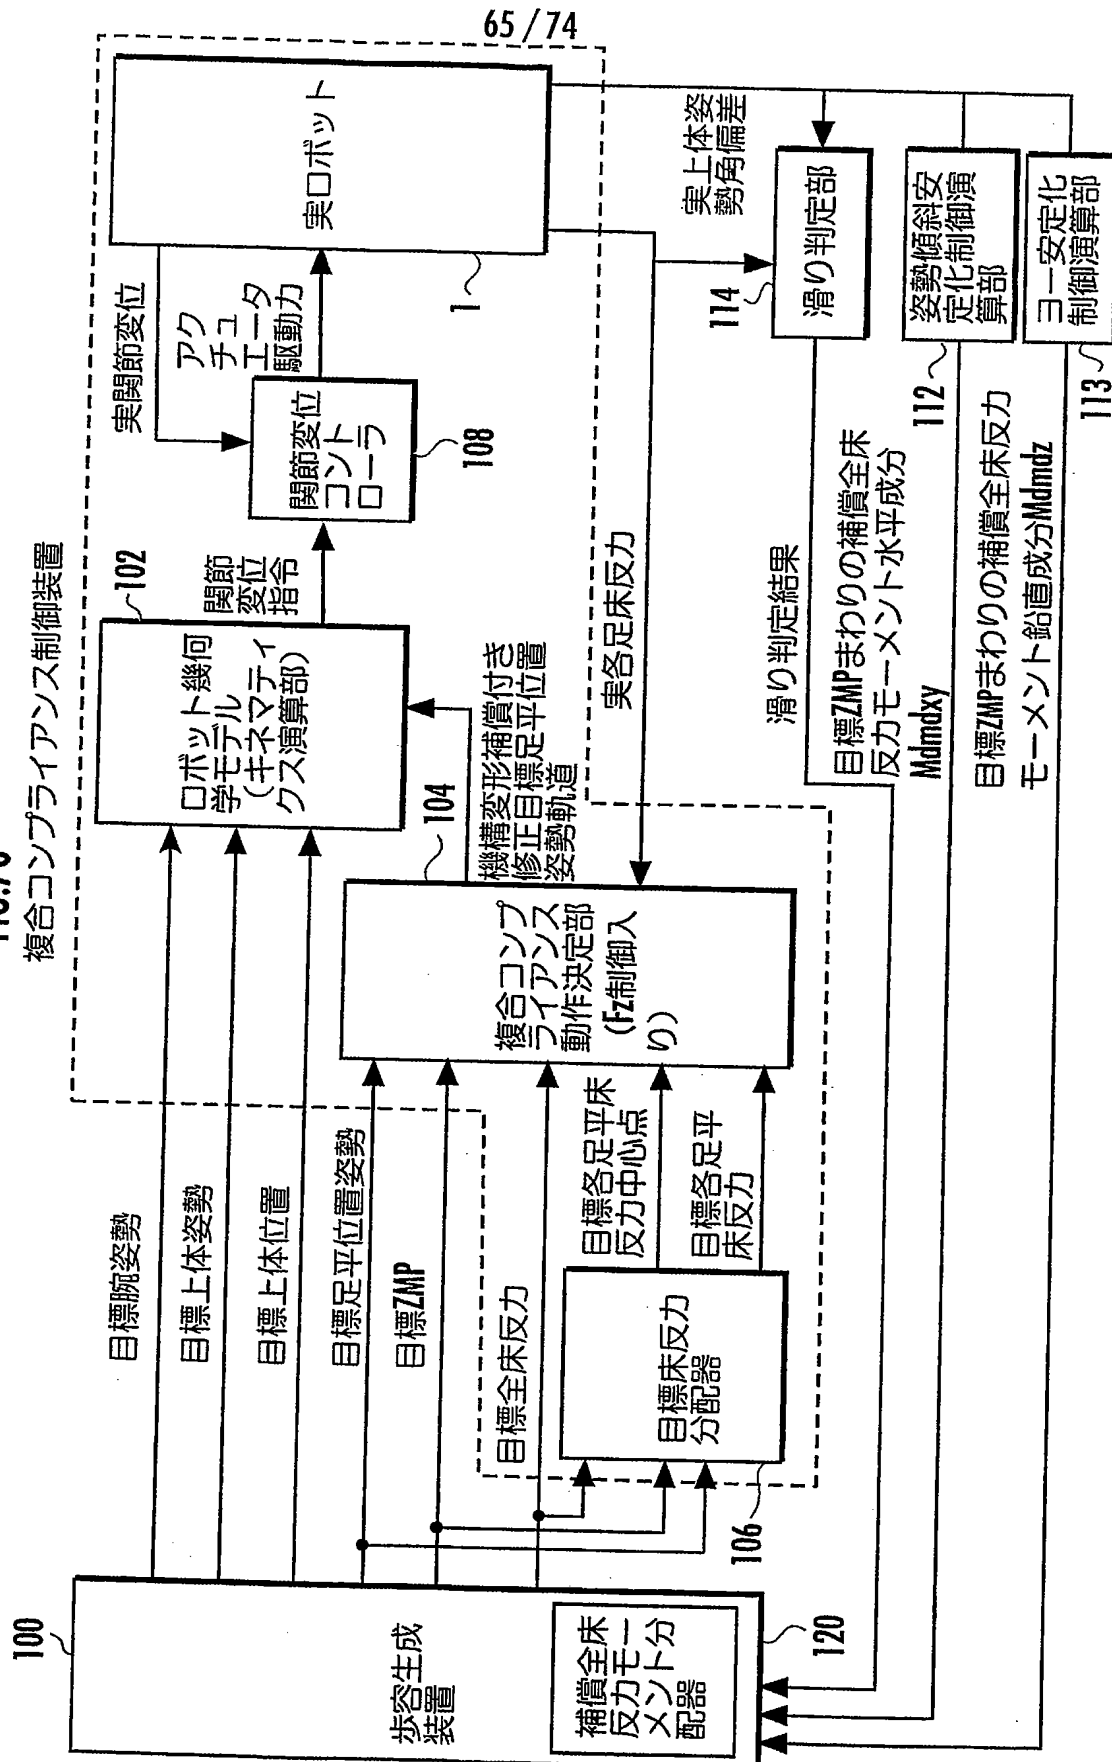 65 / 74
複合コンプライアンス制御装置
100
歩容生成
装置
補償全床
反力モー
メント分
配器
120
目標腕姿勢
目標上体姿勢
目標上体位置
目標足平位置姿勢
目標ZMP
目標全床反力
106
目標床反力
分配器
目標各足平床
反力中心点
目標各足平
床反力
102
ロボット幾何
学モデル
(キネマティ
クス演算部)
104
複合コンプ
ライアンス
動作決定部
(Fz制御入
り)
機構変形補償付き
修正目標足平位置
姿勢軌道
関節
変位
指令
関節変位
コント
ローラ
108
実関節変位
アク
チュ
エータ
駆動力
実ロボット
1
実各足床反力
実上体姿
勢角偏差
滑り判定部
114
滑り判定結果
姿勢傾斜安
定化制御演
算部
112
目標ZMPまわりの補償全床
反力モーメント水平成分
Mdmdxy
ヨー安定化
制御演算部
113
目標ZMPまわりの補償全床反力
モーメント鉛直成分Mdmdz